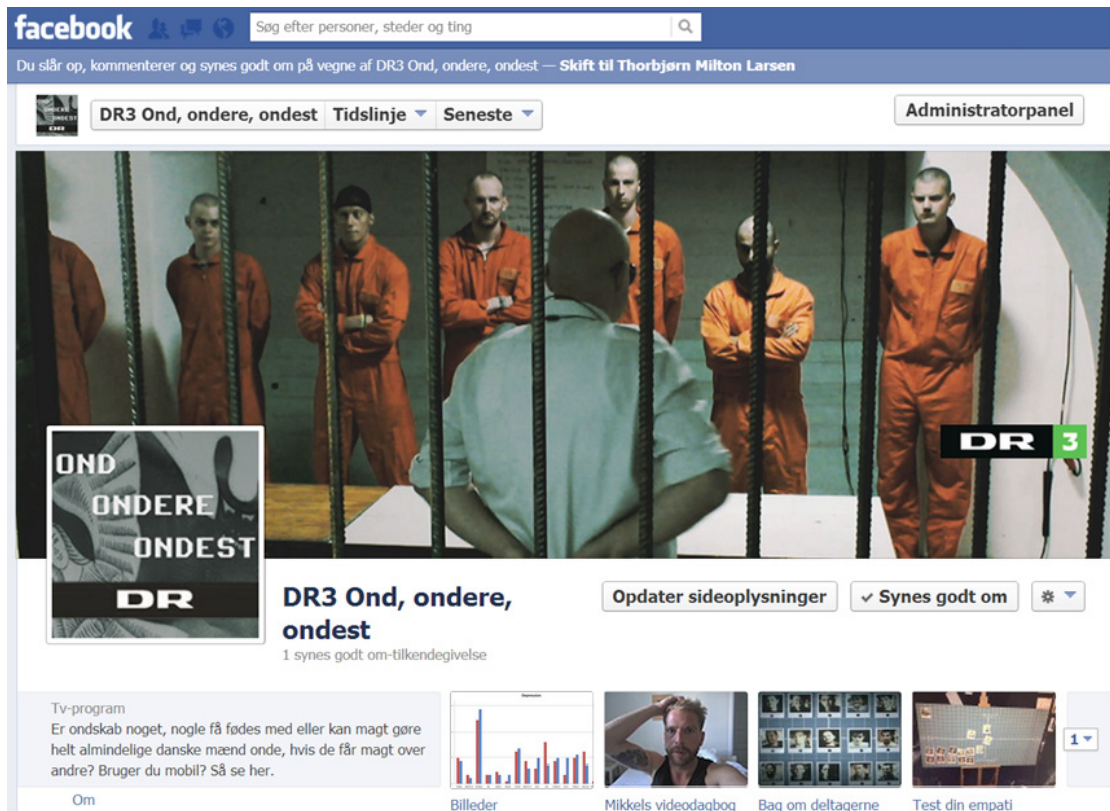 facebook
Søg efter personer, steder og ting
Du slår op, kommenterer og synes godt om på vegne af DR3 Ond, ondere, ondest — Skift til Thorbjørn Milton Larsen
DR3 Ond, ondere, ondest Tidslinje Seneste
Administratorpanel
DR 3
OND
ONDERE
ONDEST
DR
DR3 Ond, ondere,
ondest
1 synes godt om-tilkendegivelse
Opdater sideoplysninger
Synes godt om
Tv-program
Er ondskab noget, nogle få fødes med eller kan magt gøre
helt almindelige danske mænd onde, hvis de får magt over
andre? Bruger du mobil? Så se her.
Om
Depression
Billeder
Mikkels videodagbog
Bag om deltagerne
Test din empati
1